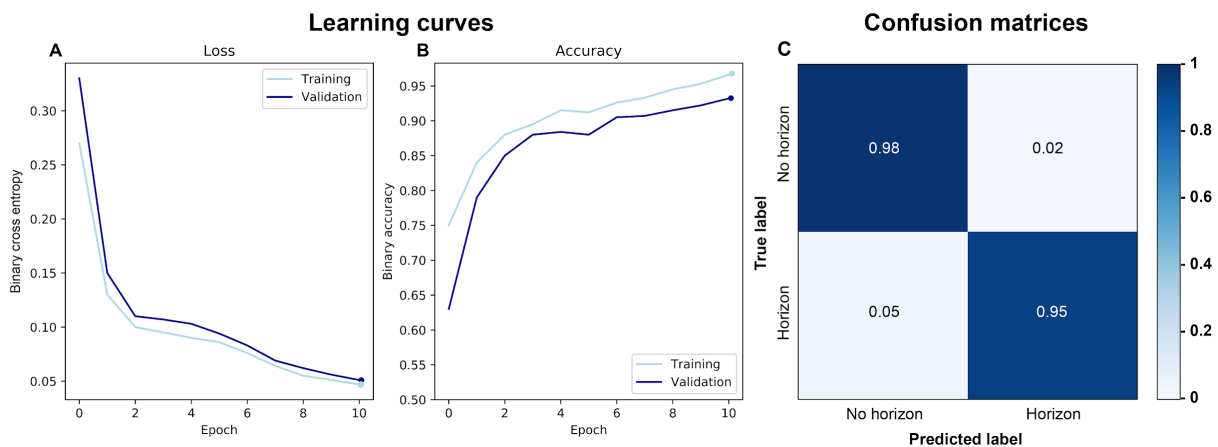 Learning curves
Confusion matrices
A
Loss
Training
Validation
0.30
0.25
0.20
0.15
0.10
0.05
Binary cross entropy
0 2 4 6 8 10
Epoch
B
Accuracy
0.95
0.90
0.85
0.80
0.75
0.70
0.65
0.60
0.55
0.50
Binary accuracy
Training
Validation
0 2 4 6 8 10
Epoch
C
True label
No horizon
Horizon
0.98 0.02
0.05 0.95
No horizon Horizon
Predicted label
1
0.8
0.6
0.4
0.2
0